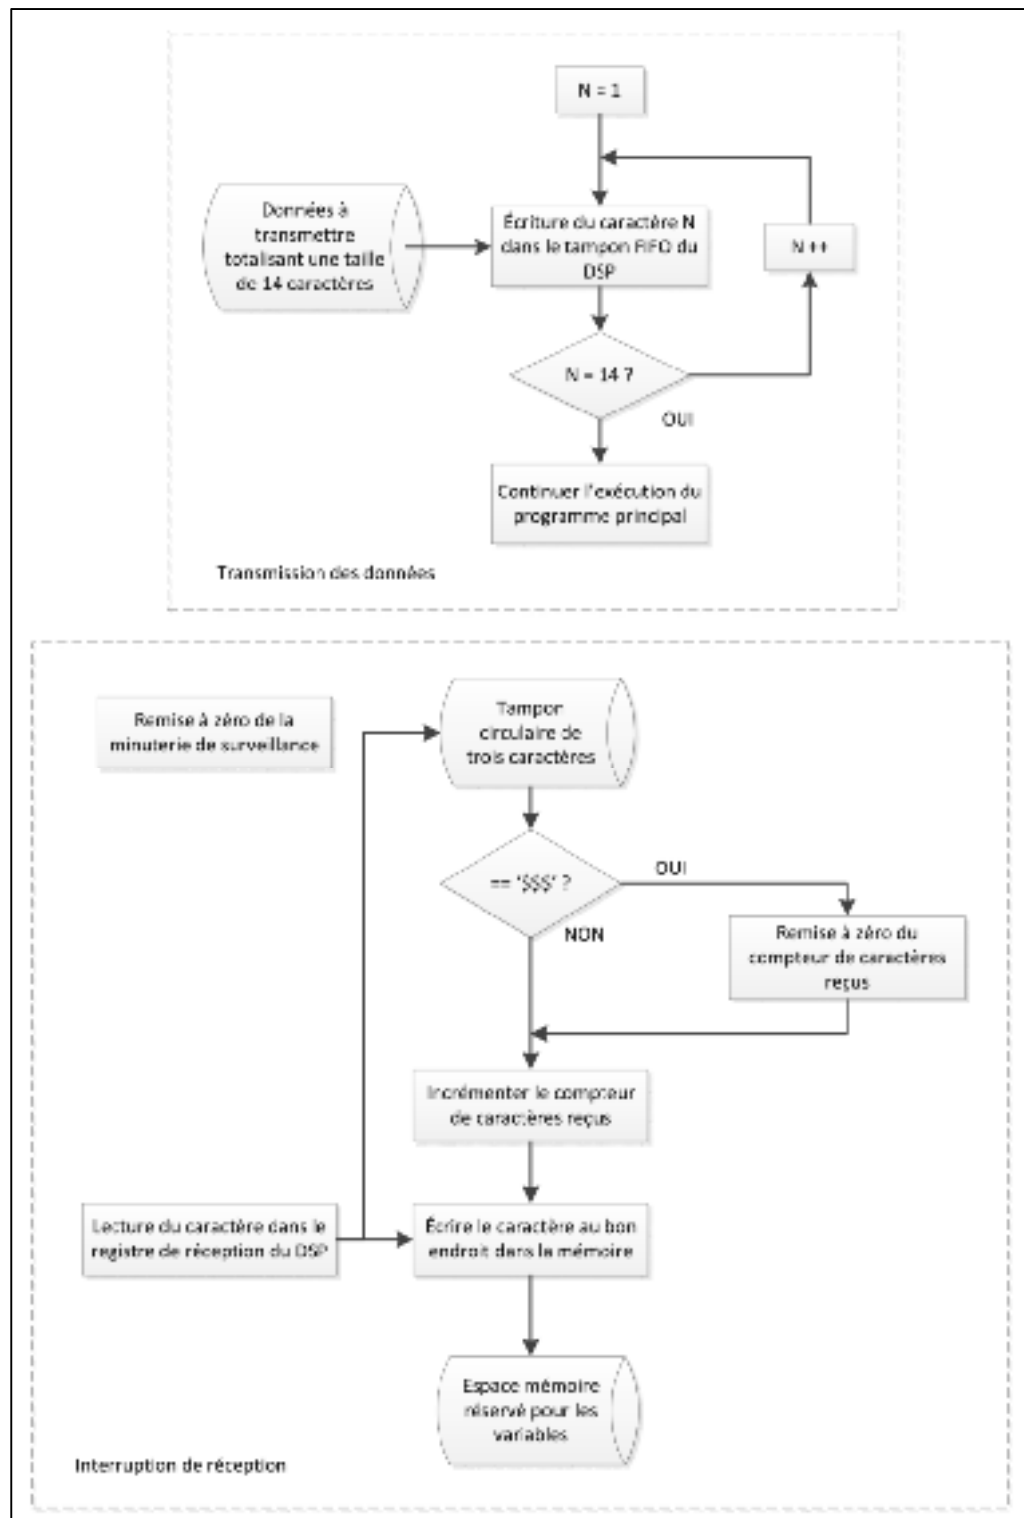 N = 1
Données à
transmettre
totalisant une taille
de 14 caractères
Écriture du caractère N
dans le tampon FIFO du
DSP
N ++
N = 14 ?
OUI
Continuer l'exécution du
programme principal
Transmission des données
Remise à zéro de la
minuterie de surveillance
Tampon
circulaire de
trois caractères
== '$$$' ?
OUI
NON
Remise à zéro du
compteur de caractères
reçus
Incrémenter le compteur
de caractères reçus
Lecture du caractère dans le
registre de réception du DSP
Écrire le caractère au bon
endroit dans la mémoire
Espace mémoire
réservé pour les
variables
Interruption de réception